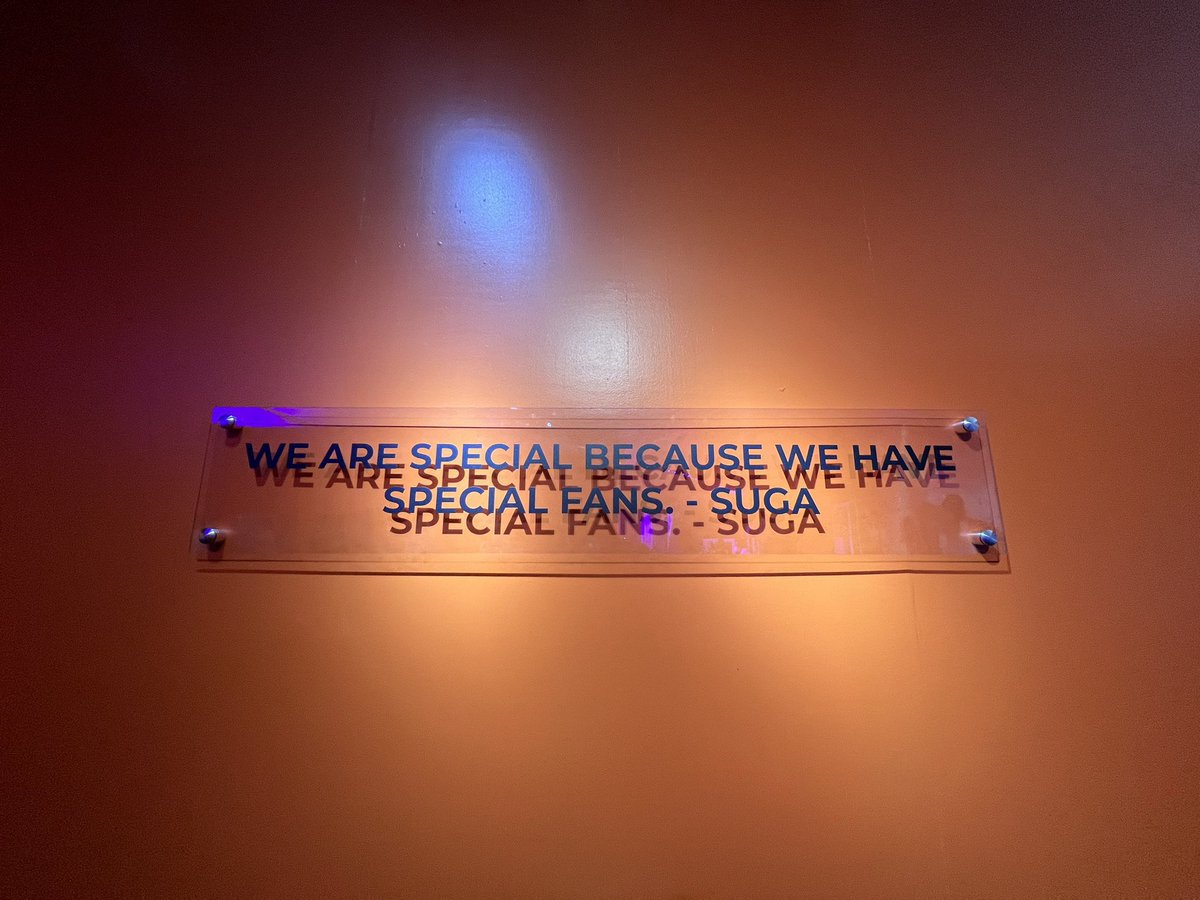 WE ARE SPECIAL BECAUSE WE HAVE
SPECIAL FANS. - SUGA